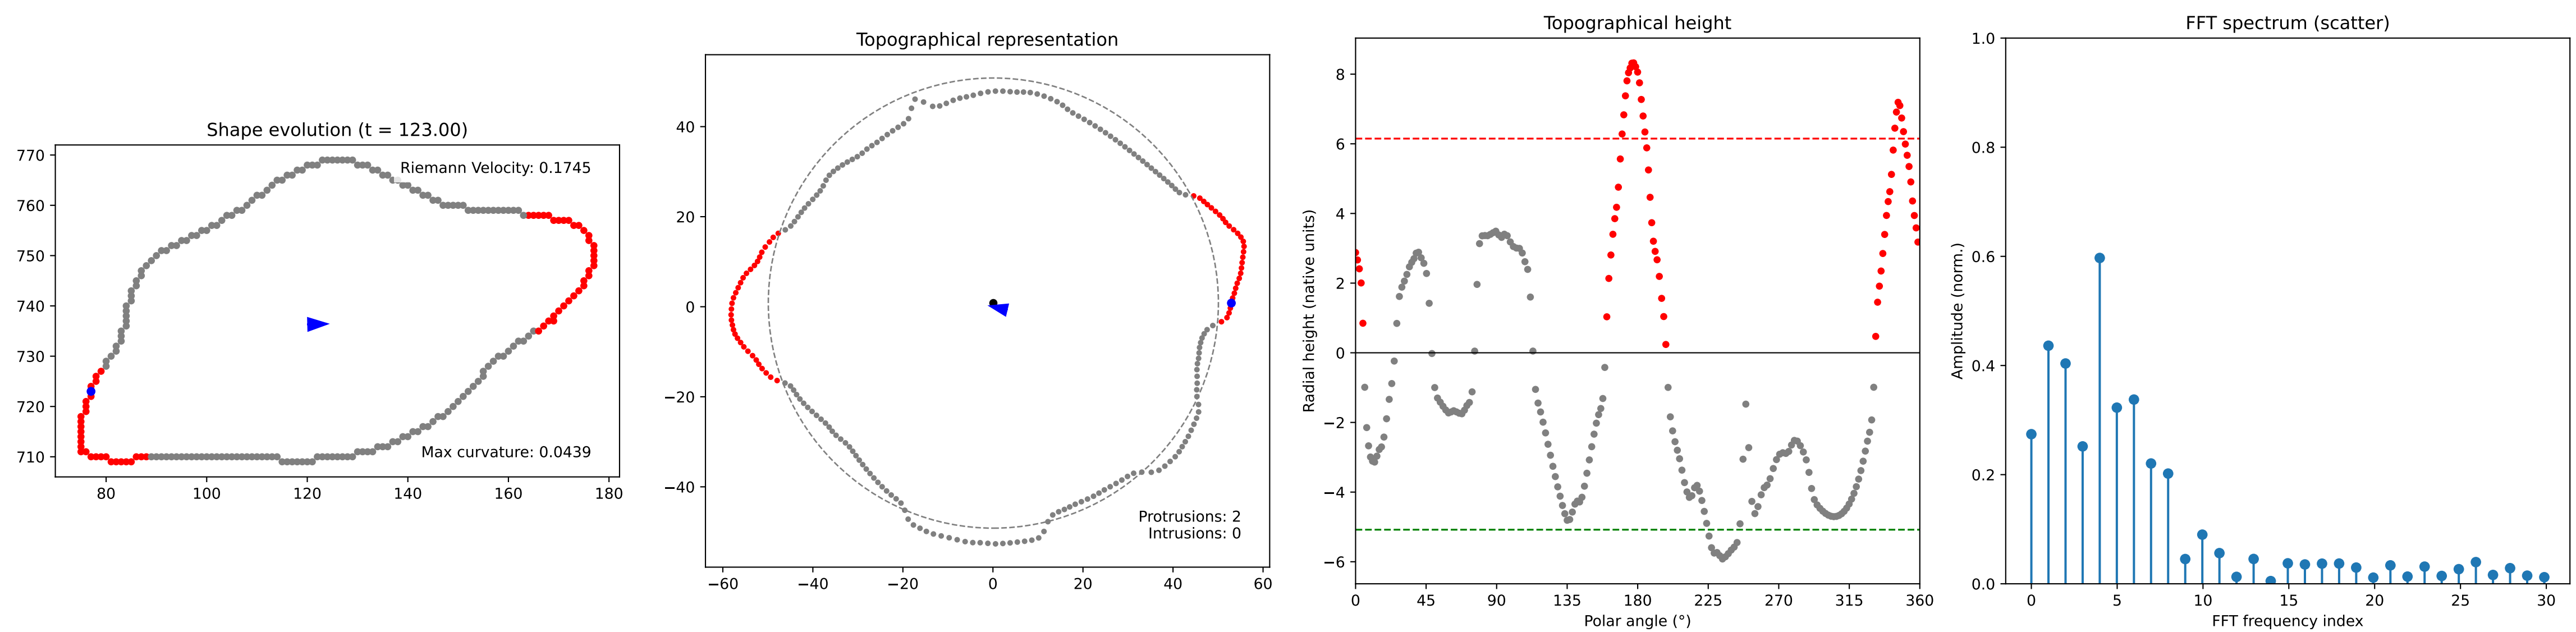 Shape evolution (t = 123.00)
770
760
750
740
730
720
710
80 100 120 140 160 180
Riemann Velocity: 0.1745
Max curvature: 0.0439
Topographical representation
40
20
0
−20
−40
−60 −40 −20 0 20 40 60
Protrusions: 2
Intrusions: 0
Topographical height
Radial height (native units)
8
6
4
2
0
−2
−4
−6
0 45 90 135 180 225 270 315 360
Polar angle (°)
FFT spectrum (scatter)
Amplitude (norm.)
1.0
0.8
0.6
0.4
0.2
0.0
0 5 10 15 20 25 30
FFT frequency index